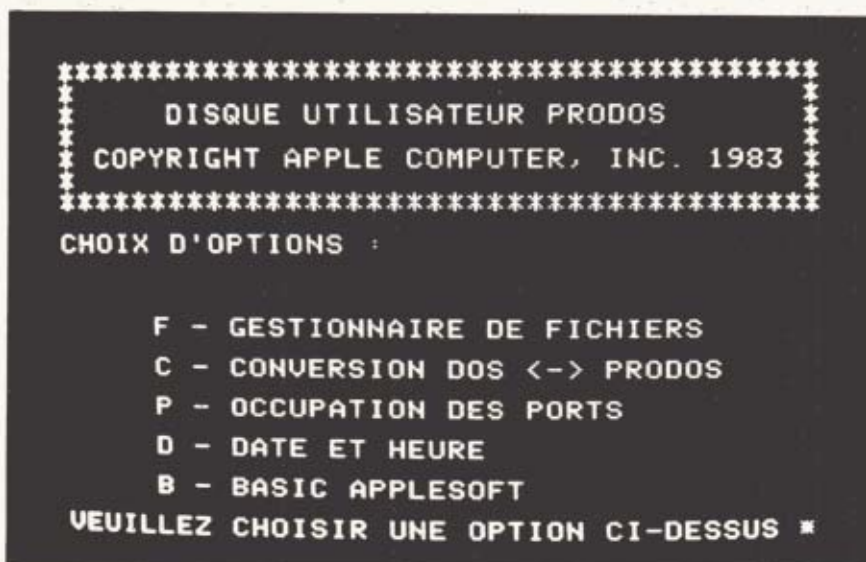 ****************************************
DISQUE UTILISATEUR PRODOS
COPYRIGHT APPLE COMPUTER, INC. 1983
****************************************
CHOIX D'OPTIONS :
F - GESTIONNAIRE DE FICHIERS
C - CONVERSION DOS <-> PRODOS
P - OCCUPATION DES PORTS
D - DATE ET HEURE
B - BASIC APPLESOFT
VEUILLEZ CHOISIR UNE OPTION CI-DESSUS *